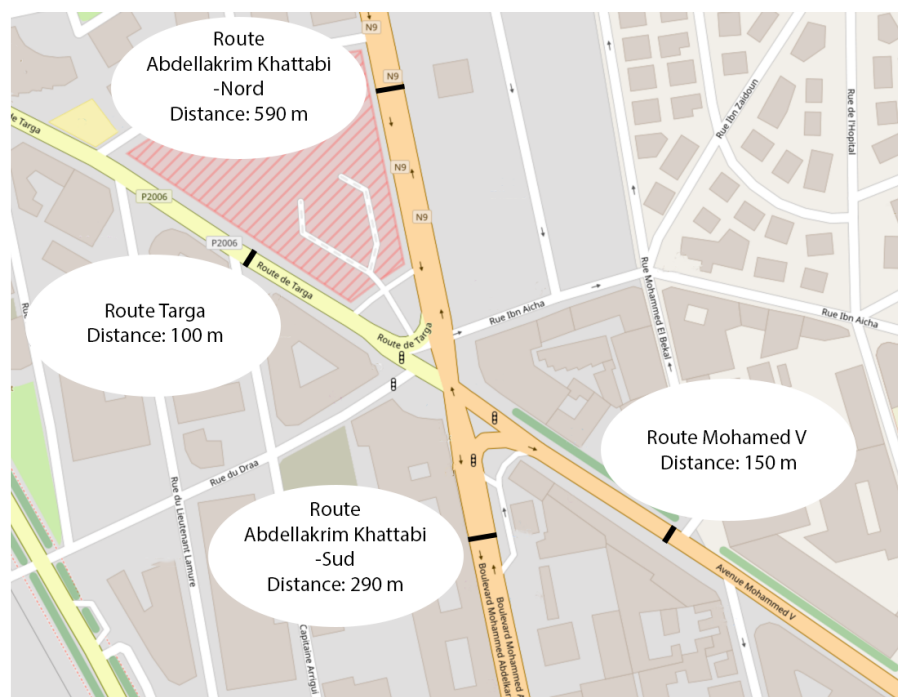 Route
Abdellakrim Khattabi
-Nord
Distance: 590 m
N9
N9
N9
N9
de Targa
P2006
P2006
Route de Targa
Route de Targa
Route Targa
Distance: 100 m
Rue Ibn Zaidoun
Rue de l'Hopital
Rue Mohammed El Bekal
Rue Ibn Aicha
Rue Ibn Aicha
Rue du Draa
Rue du Lieutenant Lamure
Capitaine Arrigui
Route Mohamed V
Distance: 150 m
Route
Abdellakrim Khattabi
-Sud
Distance: 290 m
Avenue Mohammed V
Boulevard Mohammed Abdelkar
Boulevard Mohammed A